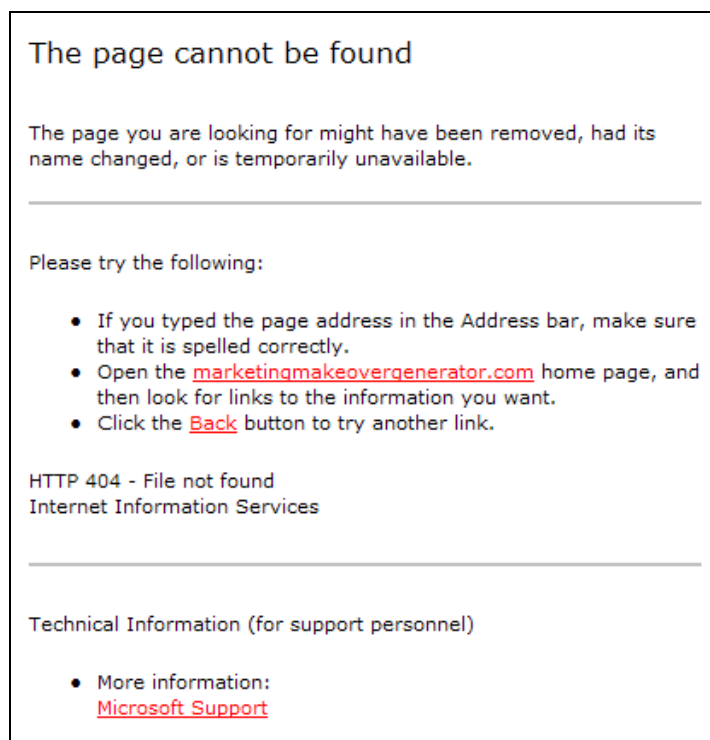 The page cannot be found
The page you are looking for might have been removed, had its
name changed, or is temporarily unavailable.
Please try the following:
● If you typed the page address in the Address bar, make sure
that it is spelled correctly.
● Open the marketingmakeovergenerator.com home page, and
then look for links to the information you want.
● Click the Back button to try another link.
HTTP 404 - File not found
Internet Information Services
Technical Information (for support personnel)
● More information:
Microsoft Support